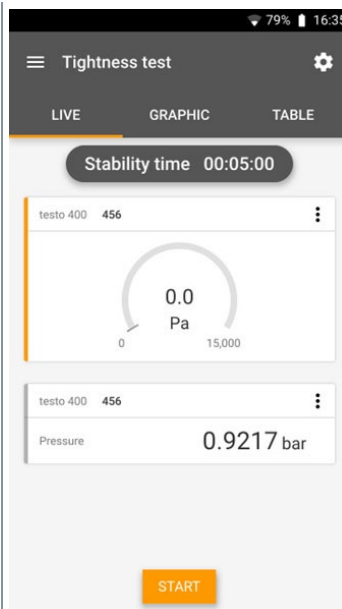 79% 16:35
Tightness test
LIVE GRAPHIC TABLE
Stability time 00:05:00
testo 400 456
0.0
Pa
0 15,000
testo 400 456
Pressure 0.9217 bar
START